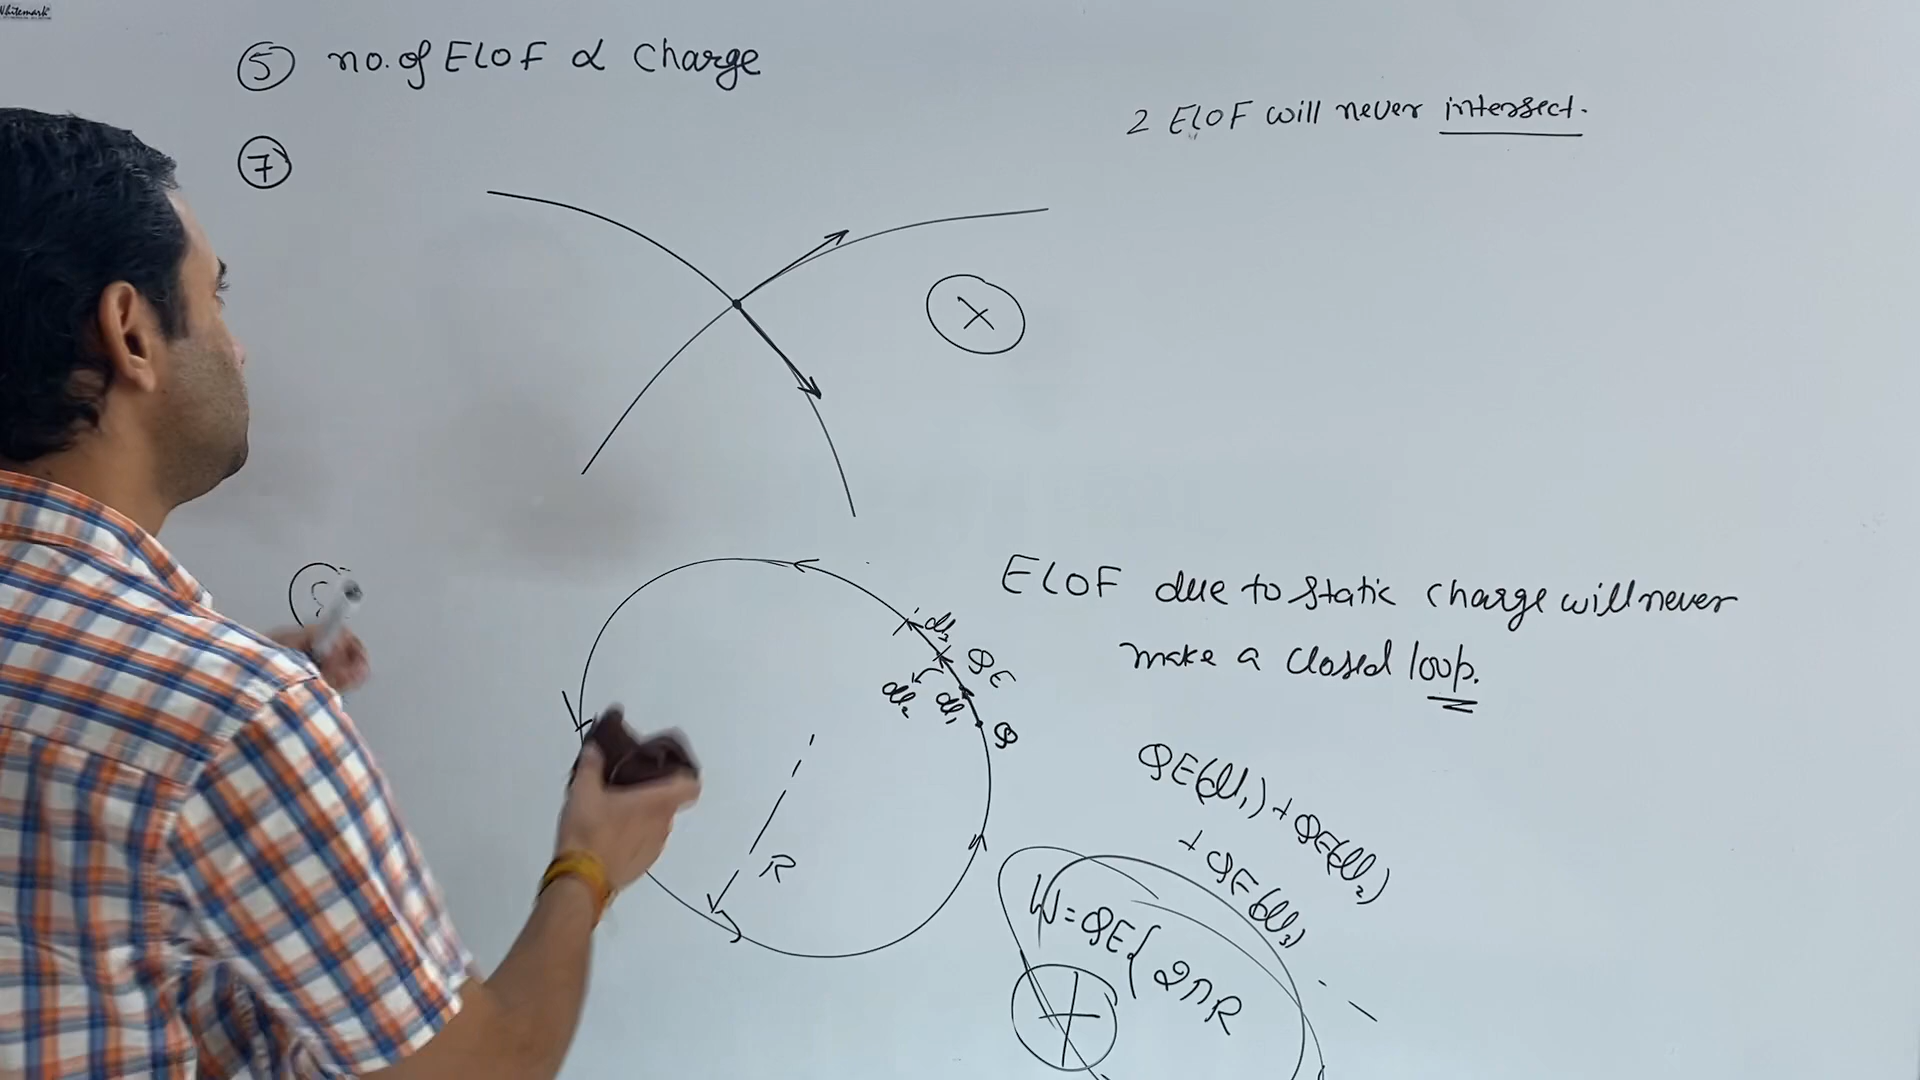 Whitemark
⑤ no. of ELOF α Charge
2 ELOF will never intersect.
⑦
X
ELOF due to static charge will never
make a closed loop.
dl₃
QE
dl₂
dl₁
Q
R
QE(dl₁) + QE(dl₂)
+ QE(dl₃)
W = QE{ 2πR